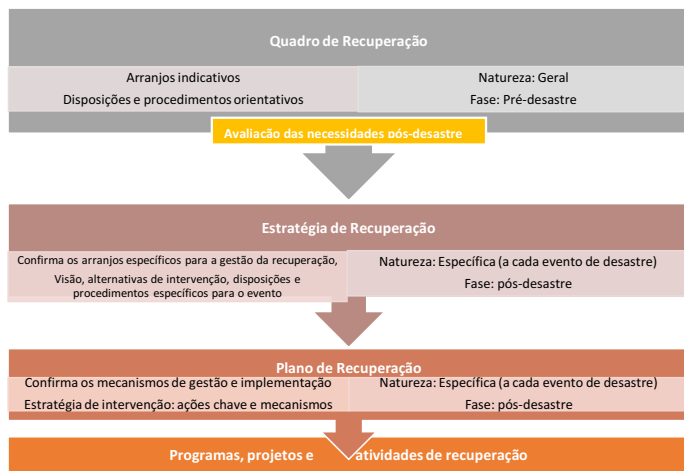 Quadro de Recuperação
Arranjos indicativos
Disposições e procedimentos orientativos
Natureza: Geral
Fase: Pré-desastre
Avaliação das necessidades pós-desastre
Estratégia de Recuperação
Confirma os arranjos específicos para a gestão da recuperação,
Visão, alternativas de intervenção, disposições e
procedimentos específicos para o evento
Natureza: Específica (a cada evento de desastre)
Fase: pós-desastre
Plano de Recuperação
Confirma os mecanismos de gestão e implementação
Estratégia de intervenção: ações chave e mecanismos
Natureza: Específica (a cada evento de desastre)
Fase: pós-desastre
Programas, projetos e atividades de recuperação